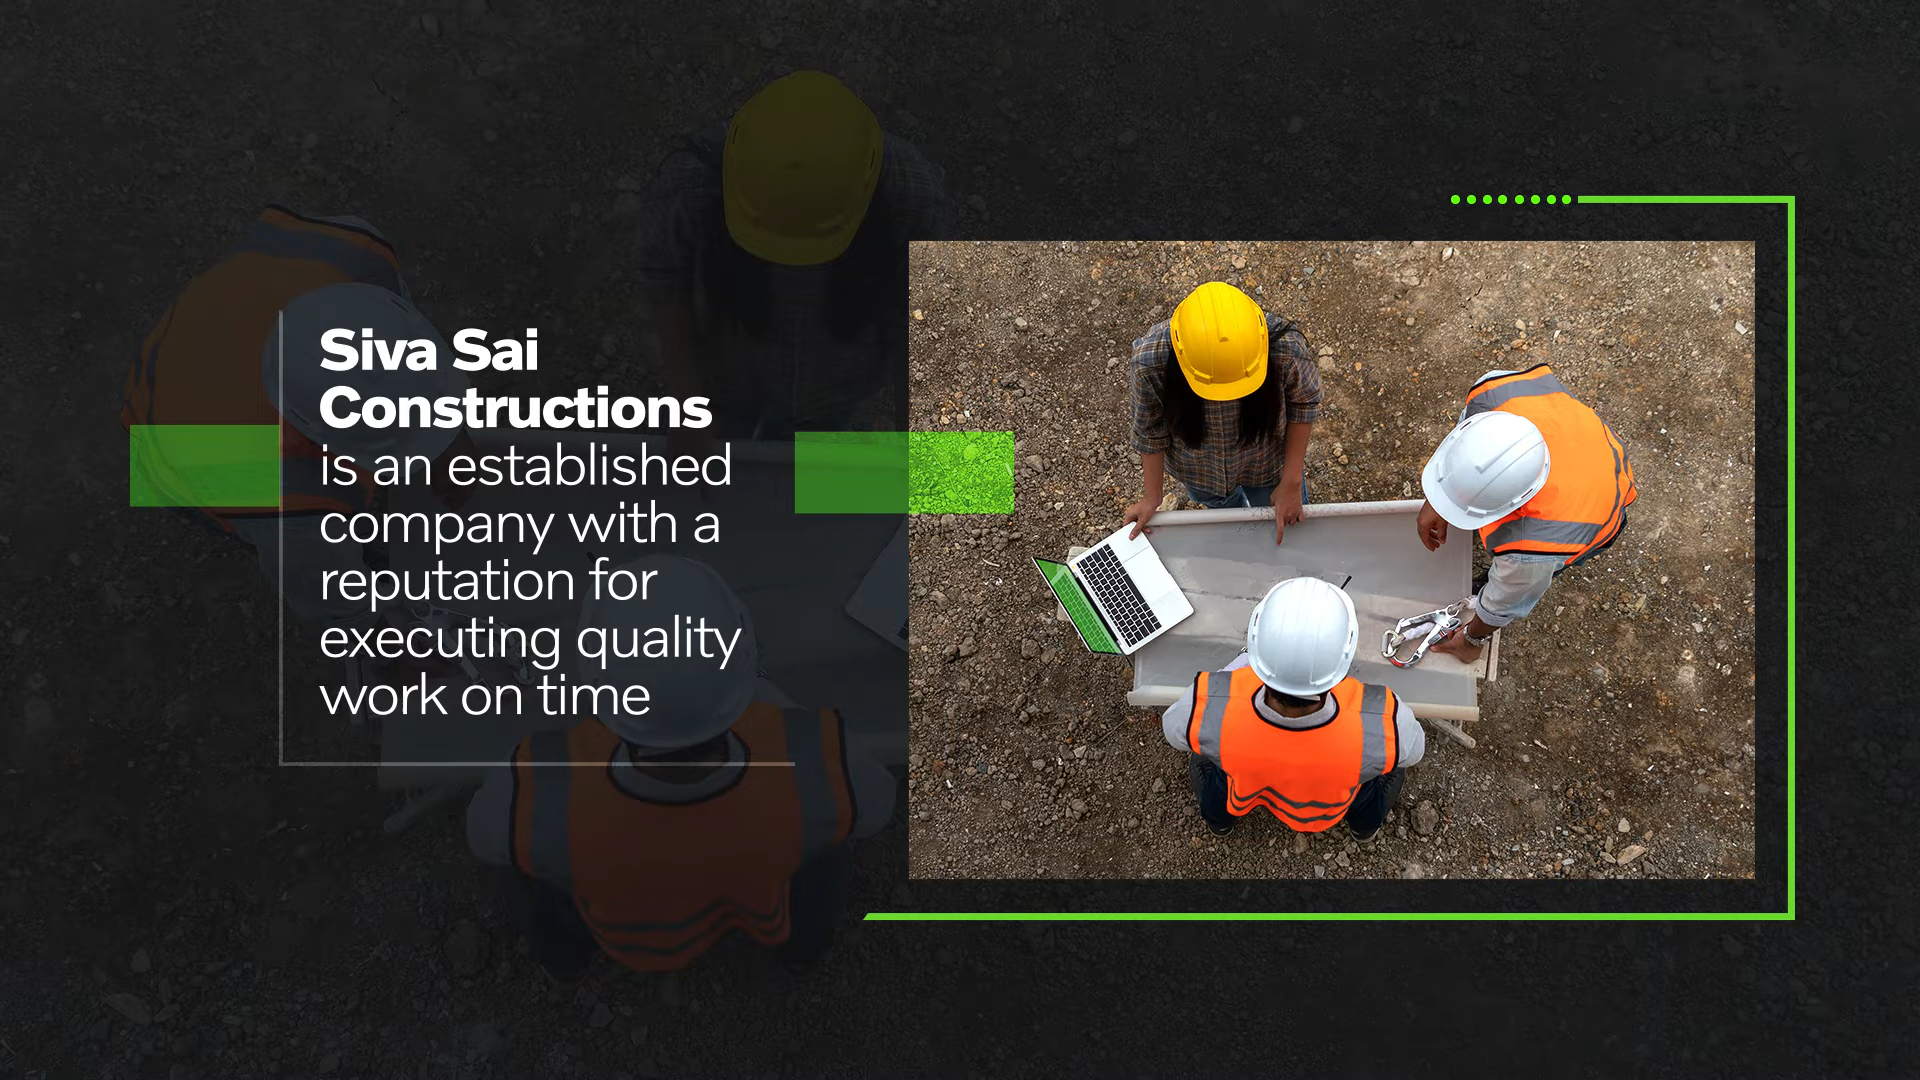 Siva Sai
Constructions
is an established
company with a
reputation for
executing quality
work on time